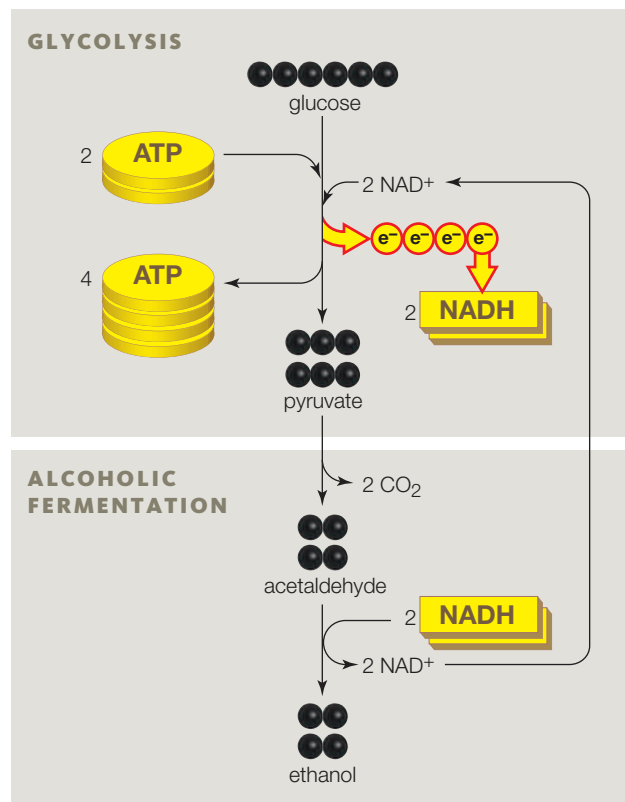 GLYCOLYSIS
glucose
2 ATP
2 NAD+
e– e– e– e–
4 ATP
2 NADH
pyruvate
ALCOHOLIC
FERMENTATION
2 CO2
acetaldehyde
2 NADH
2 NAD+
ethanol